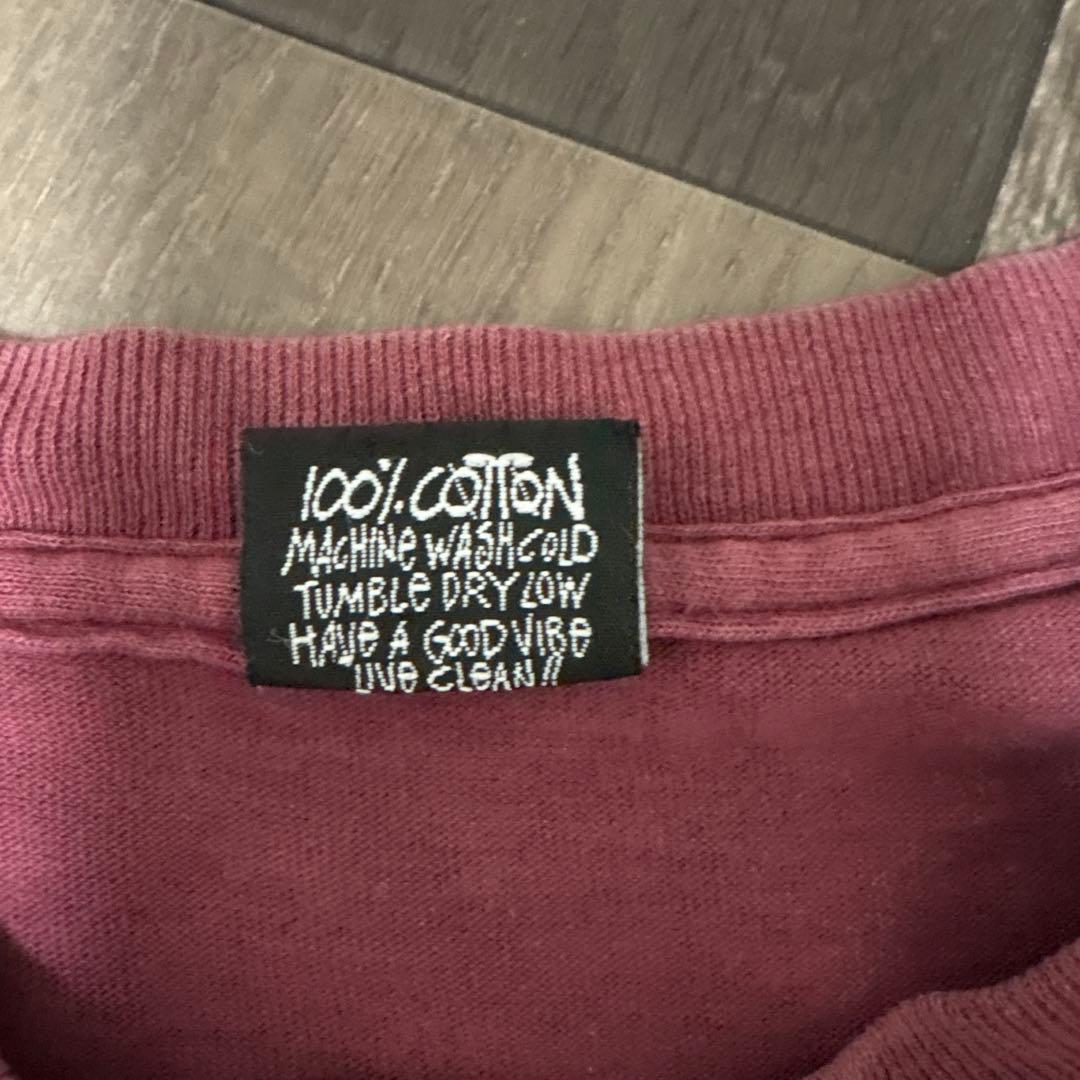 100% COTTON
MACHINe WASH COLD
TUMBLe DRY LOW
HAVe A GOOD VIBe
LIVe CLeAN!!